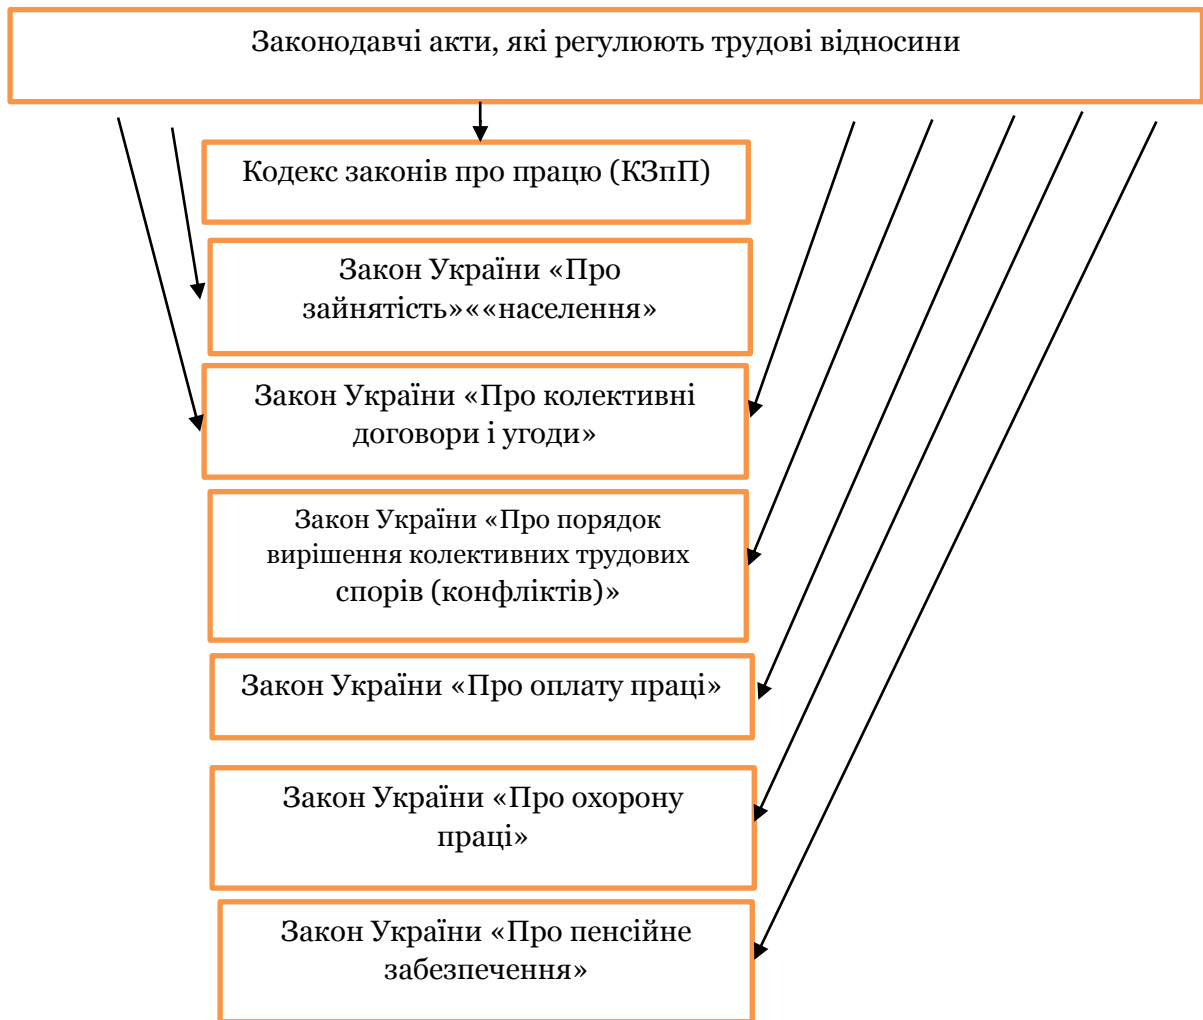 Законодавчі акти, які регулюють трудові відносини
Кодекс законів про працю (КЗпП)
Закон України «Про
зайнятість»««населення»
Закон України «Про колективні
договори і угоди»
Закон України «Про порядок
вирішення колективних трудових
спорів (конфліктів)»
Закон України «Про оплату праці»
Закон України «Про охорону
праці»
Закон України «Про пенсійне
забезпечення»